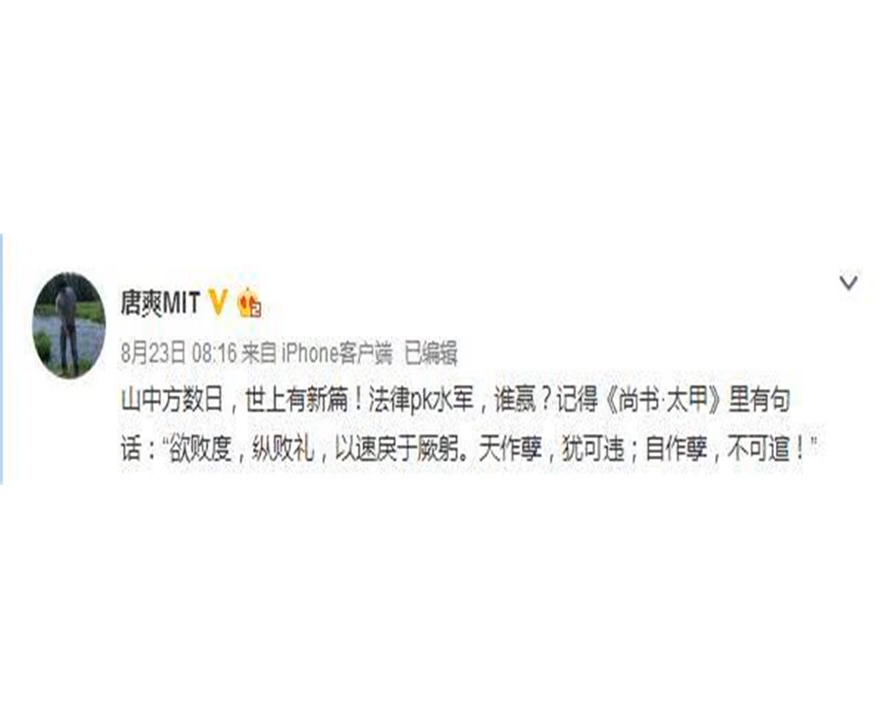 唐爽MIT V 2
8月23日 08:16 来自 iPhone客户端 已编辑
山中方数日，世上有新篇！法律pk水军，谁赢？记得《尚书·太甲》里有句
话：“欲败度，纵败礼，以速戾于厥躬。天作孽，犹可违；自作孽，不可逭！”